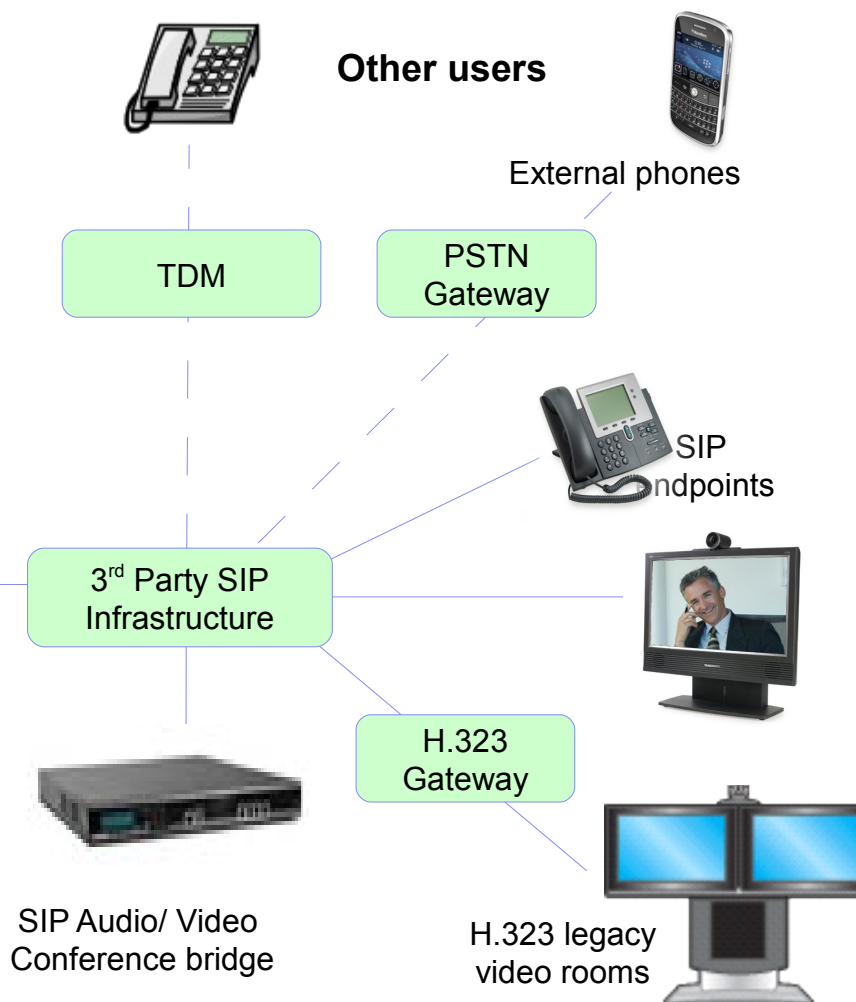 Other users
External phones
TDM
PSTN
Gateway
SIP
endpoints
3rd Party SIP
Infrastructure
H.323
Gateway
SIP Audio/ Video
Conference bridge
H.323 legacy
video rooms